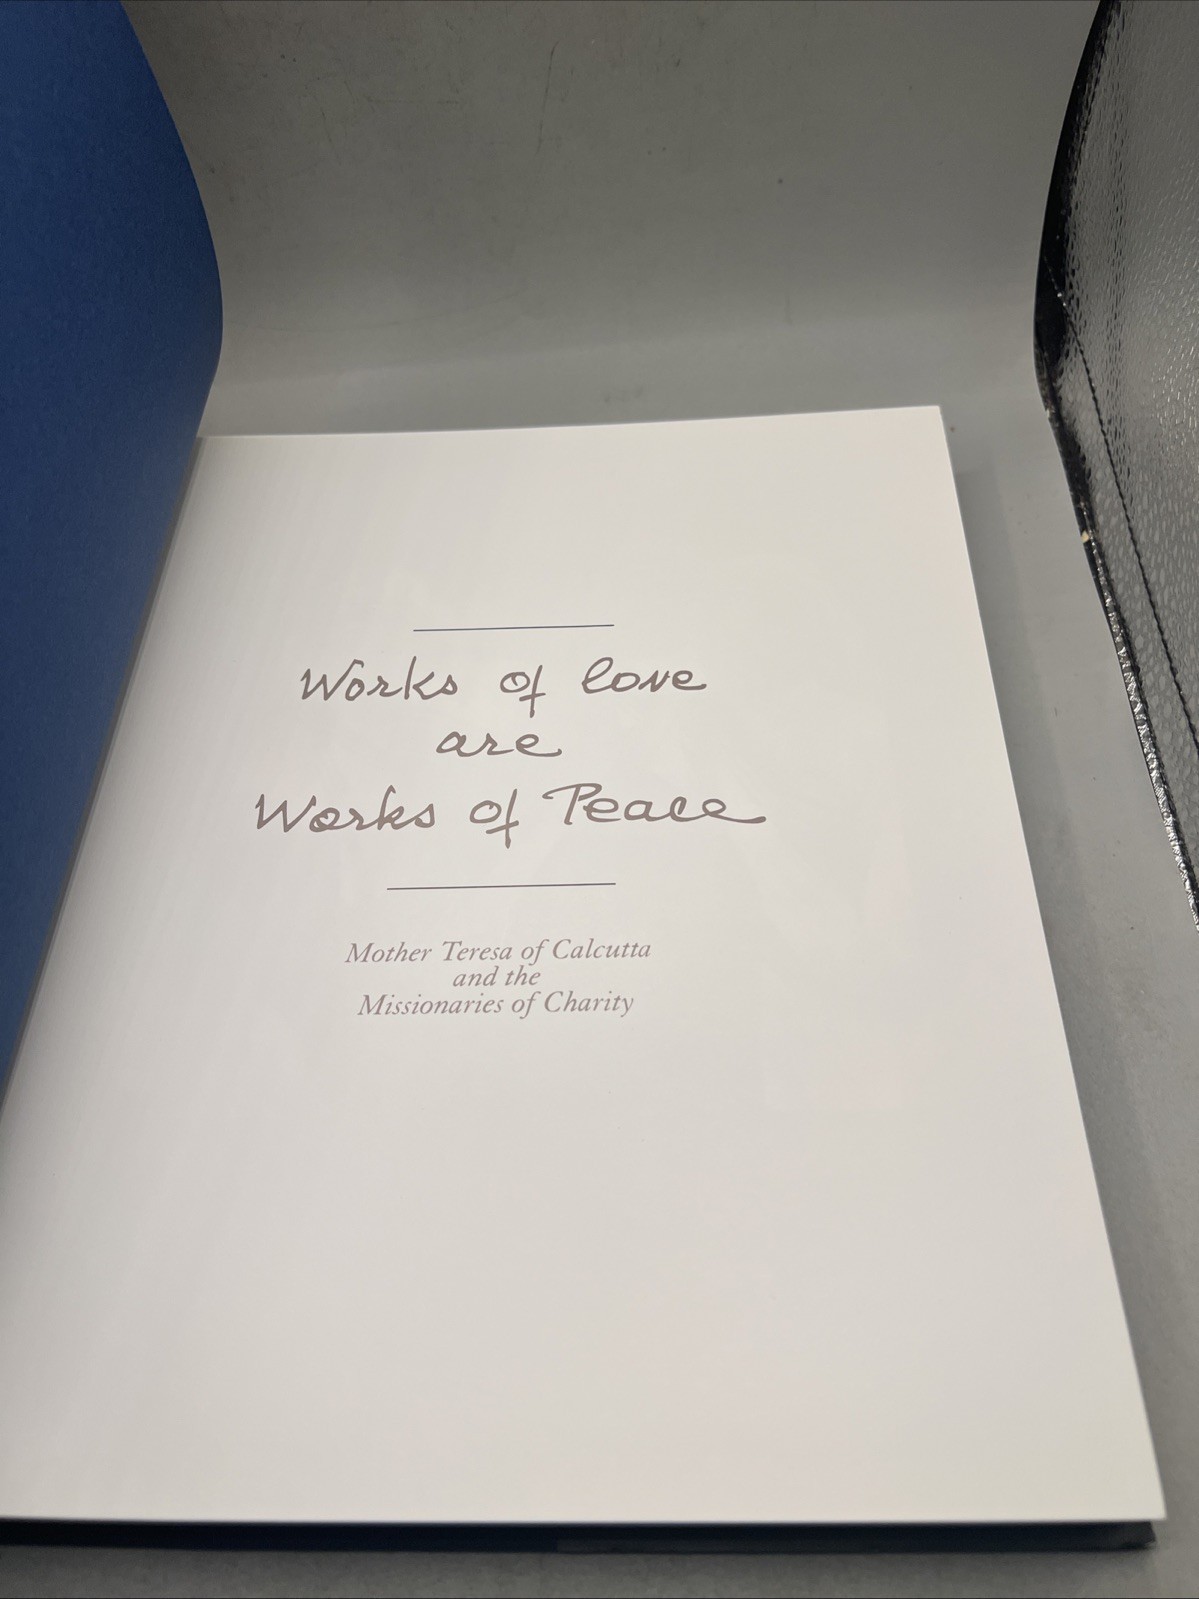 Works of love
are
Works of Peace
Mother Teresa of Calcutta
and the
Missionaries of Charity